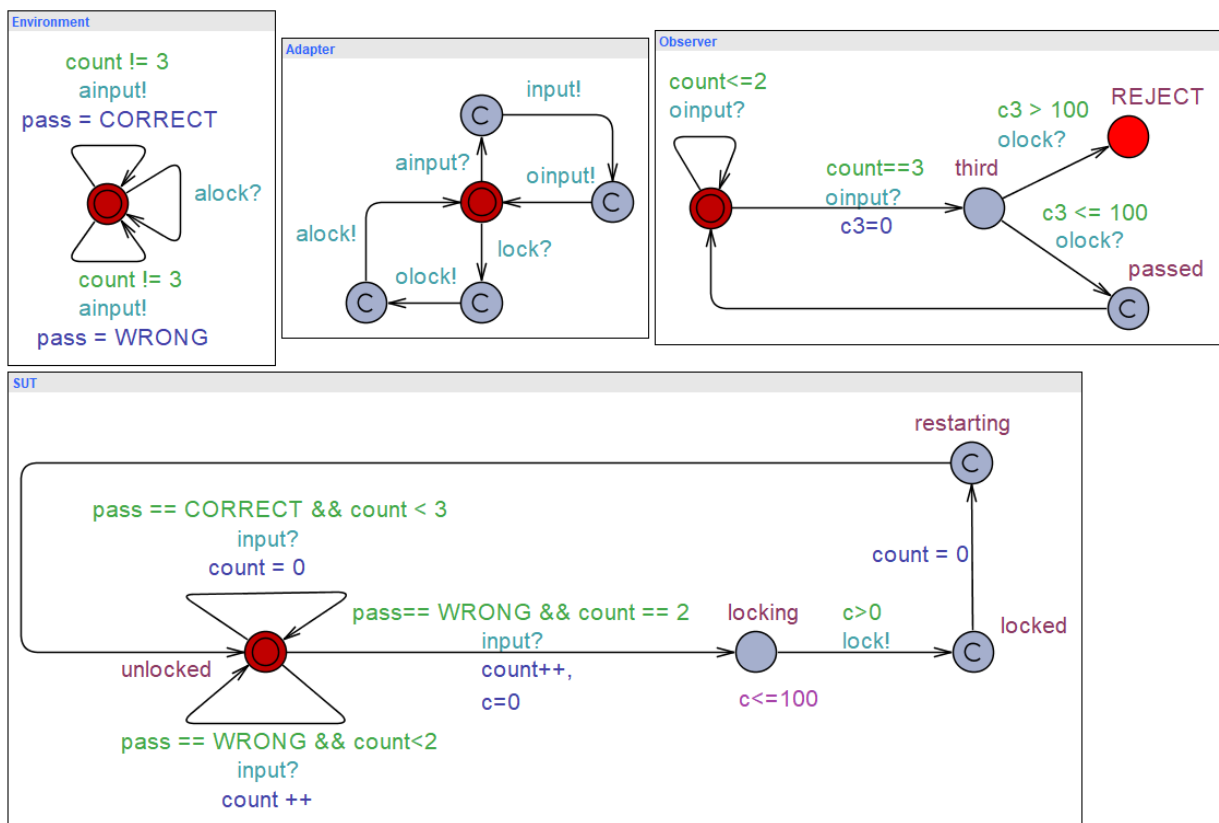 Environment
count != 3
ainput!
pass = CORRECT
alock?
count != 3
ainput!
pass = WRONG
Adapter
input!
C
ainput?
oinput!
C
alock!
lock?
olock!
C
C
Observer
count<=2
oinput?
count==3
oinput?
c3=0
third
c3 > 100
olock?
REJECT
c3 <= 100
olock?
passed
C
SUT
restarting
C
pass == CORRECT && count < 3
input?
count = 0
count = 0
pass== WRONG && count == 2
input?
count++,
c=0
locking
c<=100
c>0
lock!
locked
C
unlocked
pass == WRONG && count<2
input?
count ++